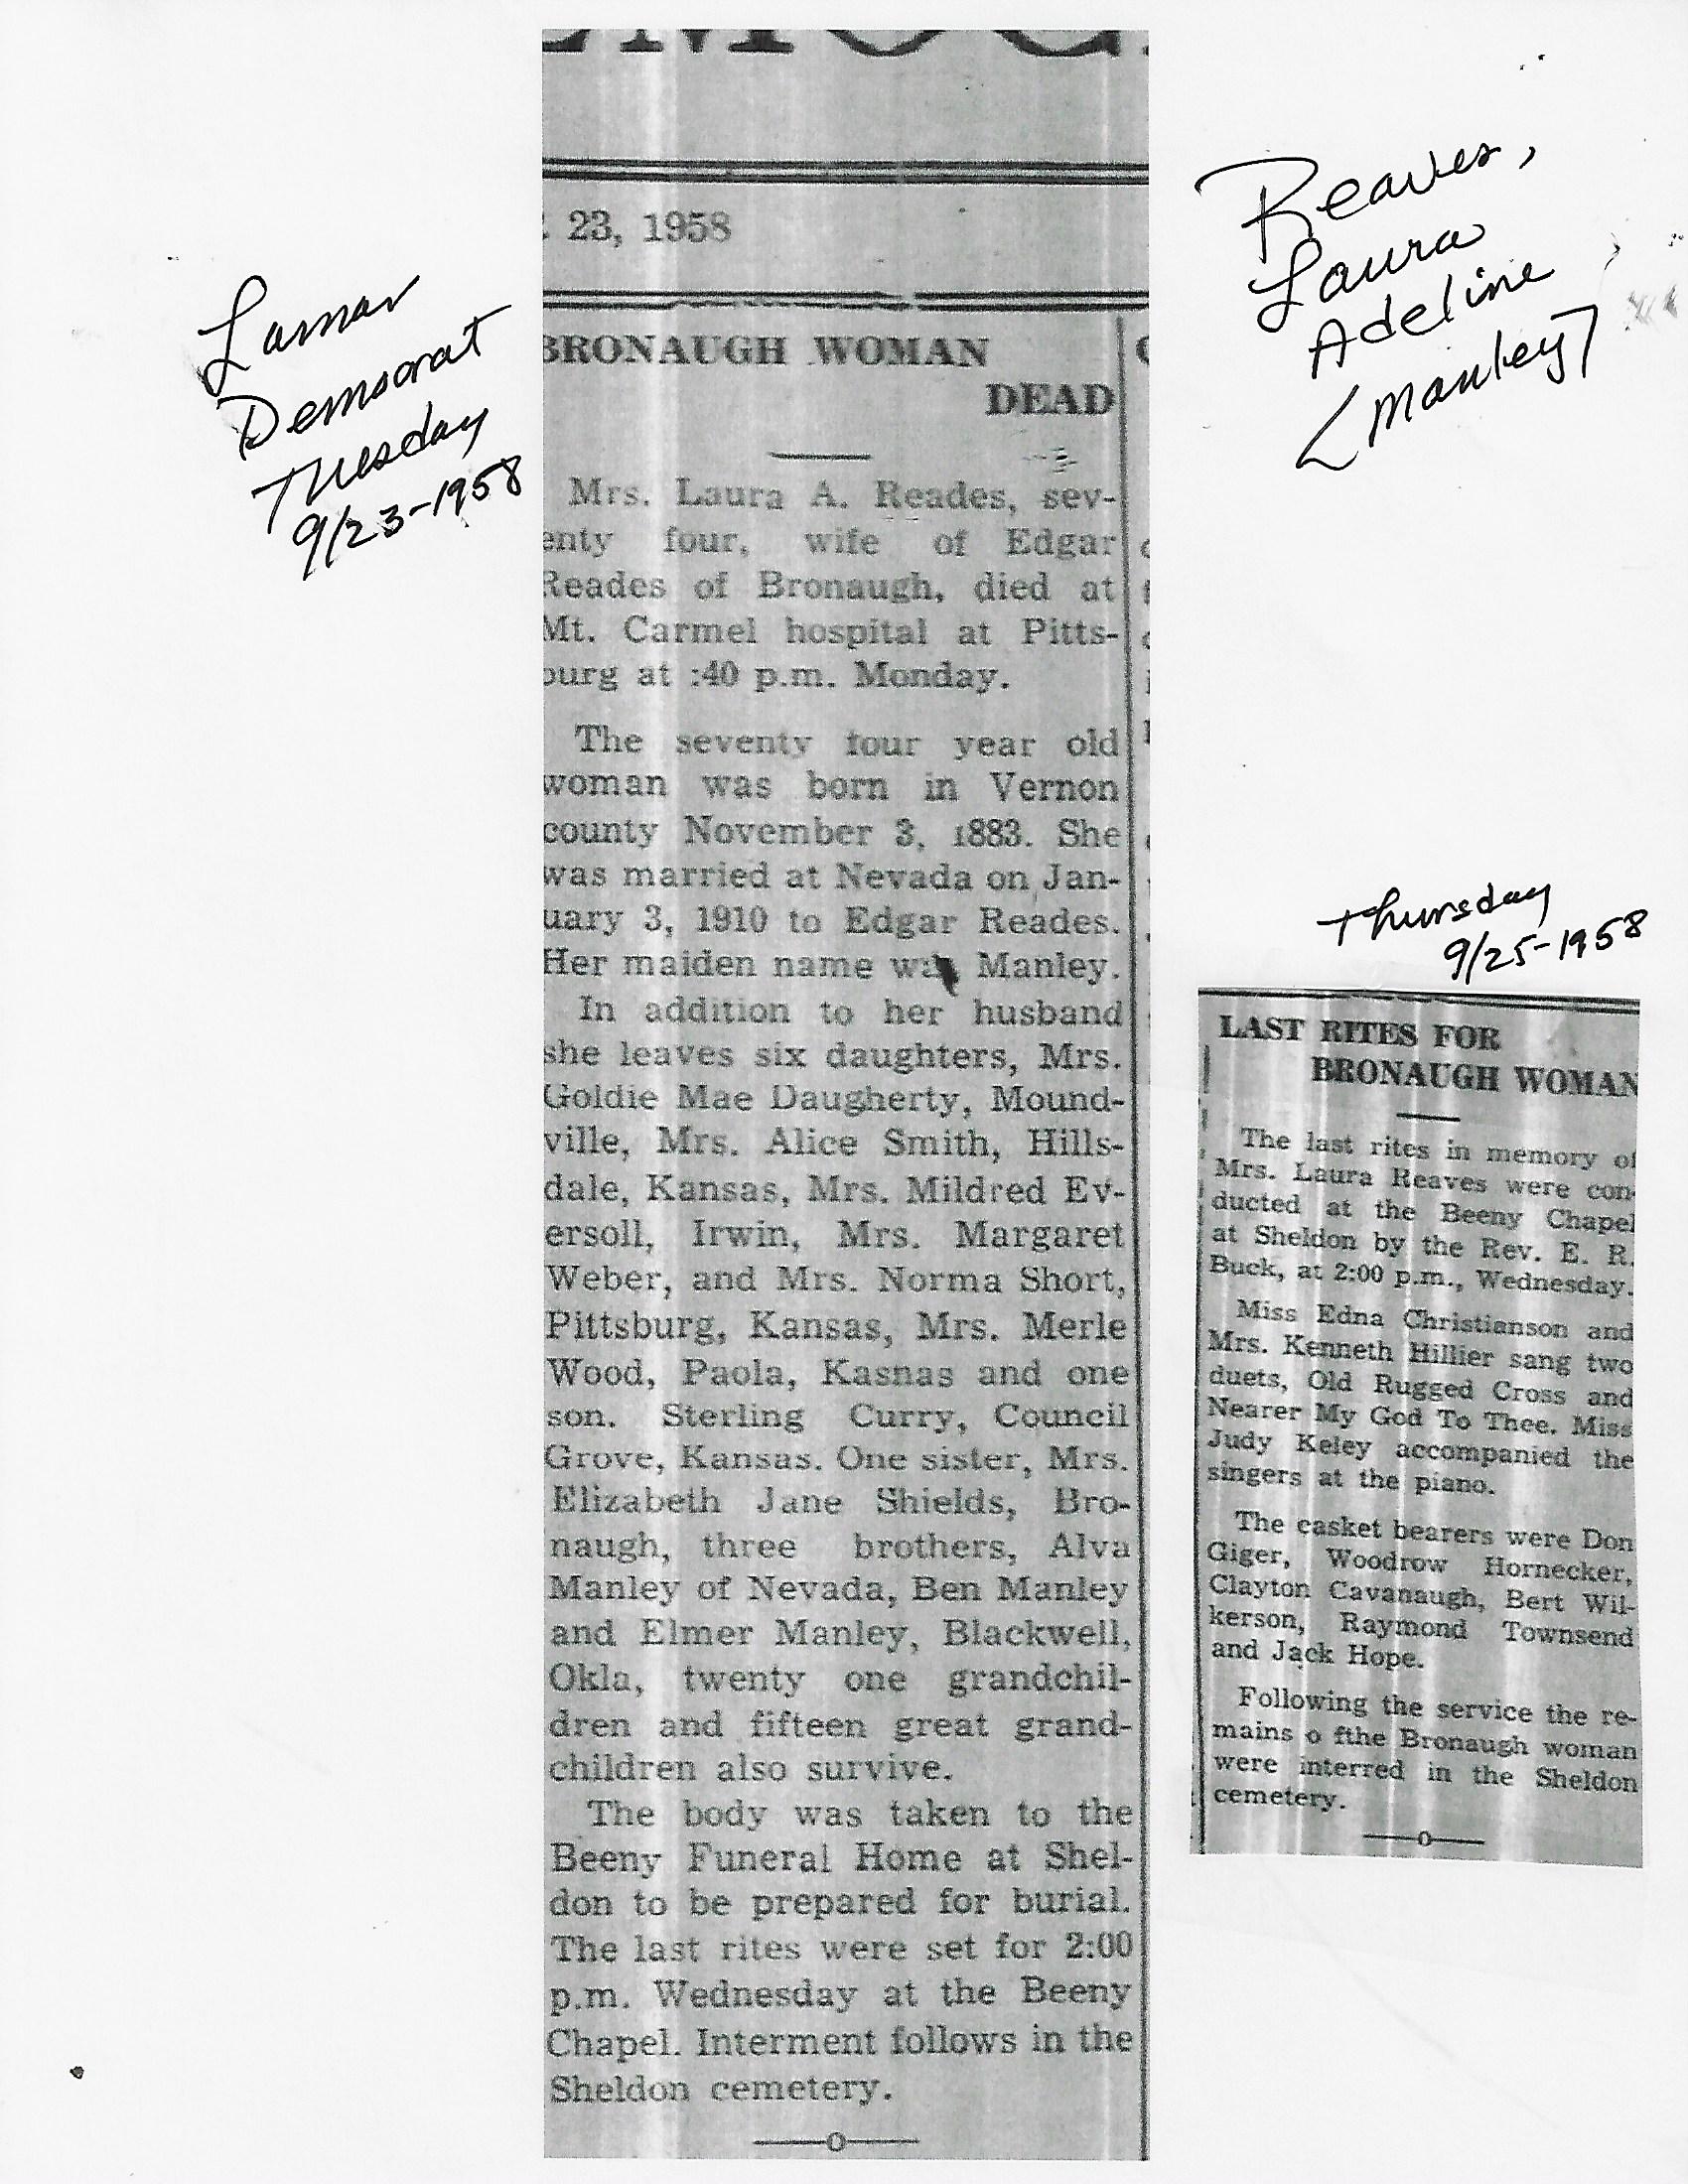 Lamar
Democrat
Tuesday
9/23-1958
Reaves,
Laura
Adeline
<Manley>
23, 1958
BRONAUGH WOMAN
DEAD
Mrs. Laura A. Reades, sev-
enty four, wife of Edgar
Reades of Bronaugh, died at
Mt. Carmel hospital at Pitts-
burg at :40 p.m. Monday.
The seventy four year old
woman was born in Vernon
county November 3, 1883. She
was married at Nevada on Jan-
uary 3, 1910 to Edgar Reades.
Her maiden name was Manley.
In addition to her husband
she leaves six daughters, Mrs.
Goldie Mae Daugherty, Mound-
ville, Mrs. Alice Smith, Hills-
dale, Kansas, Mrs. Mildred Ev-
ersoll, Irwin, Mrs. Margaret
Weber, and Mrs. Norma Short,
Pittsburg, Kansas, Mrs. Merle
Wood, Paola, Kasnas and one
son. Sterling Curry, Council
Grove, Kansas. One sister, Mrs.
Elizabeth Jane Shields, Bro-
naugh, three brothers, Alva
Manley of Nevada, Ben Manley
and Elmer Manley, Blackwell,
Okla, twenty one grandchil-
dren and fifteen great grand-
children also survive.
The body was taken to the
Beeny Funeral Home at Shel-
don to be prepared for burial.
The last rites were set for 2:00
p.m. Wednesday at the Beeny
Chapel. Interment follows in the
Sheldon cemetery.
Thursday
9/25-1958
LAST RITES FOR
BRONAUGH WOMAN
The last rites in memory of
Mrs. Laura Reaves were con-
ducted at the Beeny Chapel
at Sheldon by the Rev. E. R.
Buck, at 2:00 p.m., Wednesday.
Miss Edna Christianson and
Mrs. Kenneth Hillier sang two
duets, Old Rugged Cross and
Nearer My God To Thee. Miss
Judy Keley accompanied the
singers at the piano.
The casket bearers were Don
Giger, Woodrow Hornecker,
Clayton Cavanaugh, Bert Wil-
kerson, Raymond Townsend
and Jack Hope.
Following the service the re-
mains o fthe Bronaugh woman
were interred in the Sheldon
cemetery.